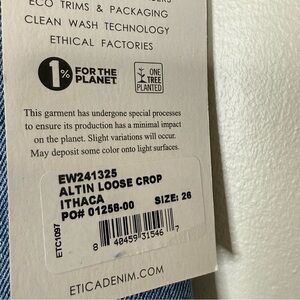 ECO TRIMS & PACKAGING
CLEAN WASH TECHNOLOGY
ETHICAL FACTORIES
1% FOR THE PLANET
ONE TREE PLANTED
This garment has undergone special processes
to ensure its production has a minimal impact
on the planet. Slight variations will occur.
May deposit some color onto light surfaces.
EW241325
ALTIN LOOSE CROP
ITHACA
PO# 01258-00 SIZE: 26
ETC1097
8 40459 31546 7
ETICADENIM.COM